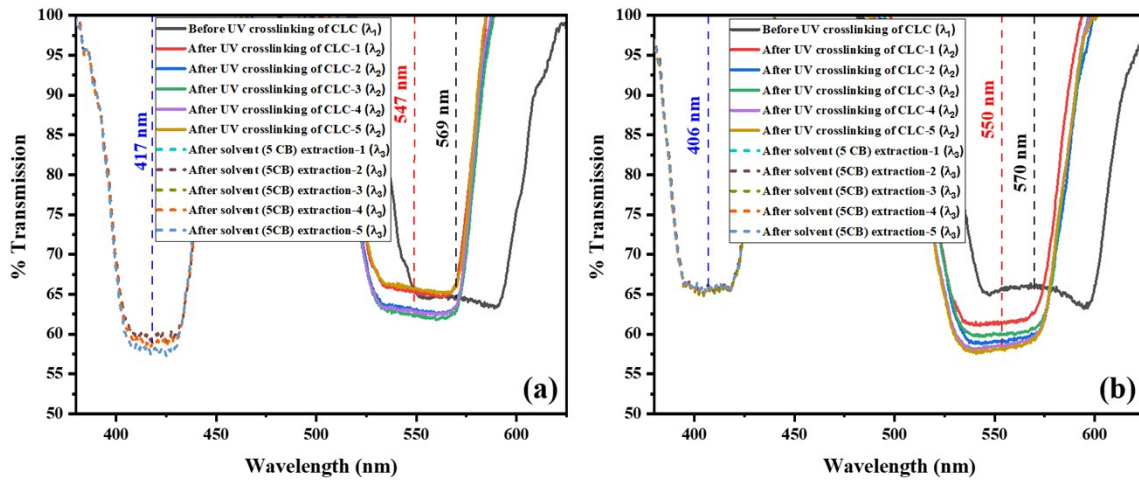 100
95
90
85
80
75
70
65
60
55
50
% Transmission
Before UV crosslinking of CLC (λ₁)
After UV crosslinking of CLC-1 (λ₂)
After UV crosslinking of CLC-2 (λ₂)
After UV crosslinking of CLC-3 (λ₂)
After UV crosslinking of CLC-4 (λ₂)
After UV crosslinking of CLC-5 (λ₂)
After solvent (5 CB) extraction-1 (λ₃)
After solvent (5CB) extraction-2 (λ₃)
After solvent (5CB) extraction-3 (λ₃)
After solvent (5CB) extraction-4 (λ₃)
After solvent (5CB) extraction-5 (λ₃)
417 nm
547 nm
569 nm
(a)
400
450
500
550
600
Wavelength (nm)
100
95
90
85
80
75
70
65
60
55
50
% Transmission
Before UV crosslinking of CLC (λ₁)
After UV crosslinking of CLC-1 (λ₂)
After UV crosslinking of CLC-2 (λ₂)
After UV crosslinking of CLC-3 (λ₂)
After UV crosslinking of CLC-4 (λ₂)
After UV crosslinking of CLC-5 (λ₂)
After solvent (5 CB) extraction-1 (λ₃)
After solvent (5CB) extraction-2 (λ₃)
After solvent (5CB) extraction-3 (λ₃)
After solvent (5CB) extraction-4 (λ₃)
After solvent (5CB) extraction-5 (λ₃)
406 nm
550 nm
570 nm
(b)
400
450
500
550
600
Wavelength (nm)